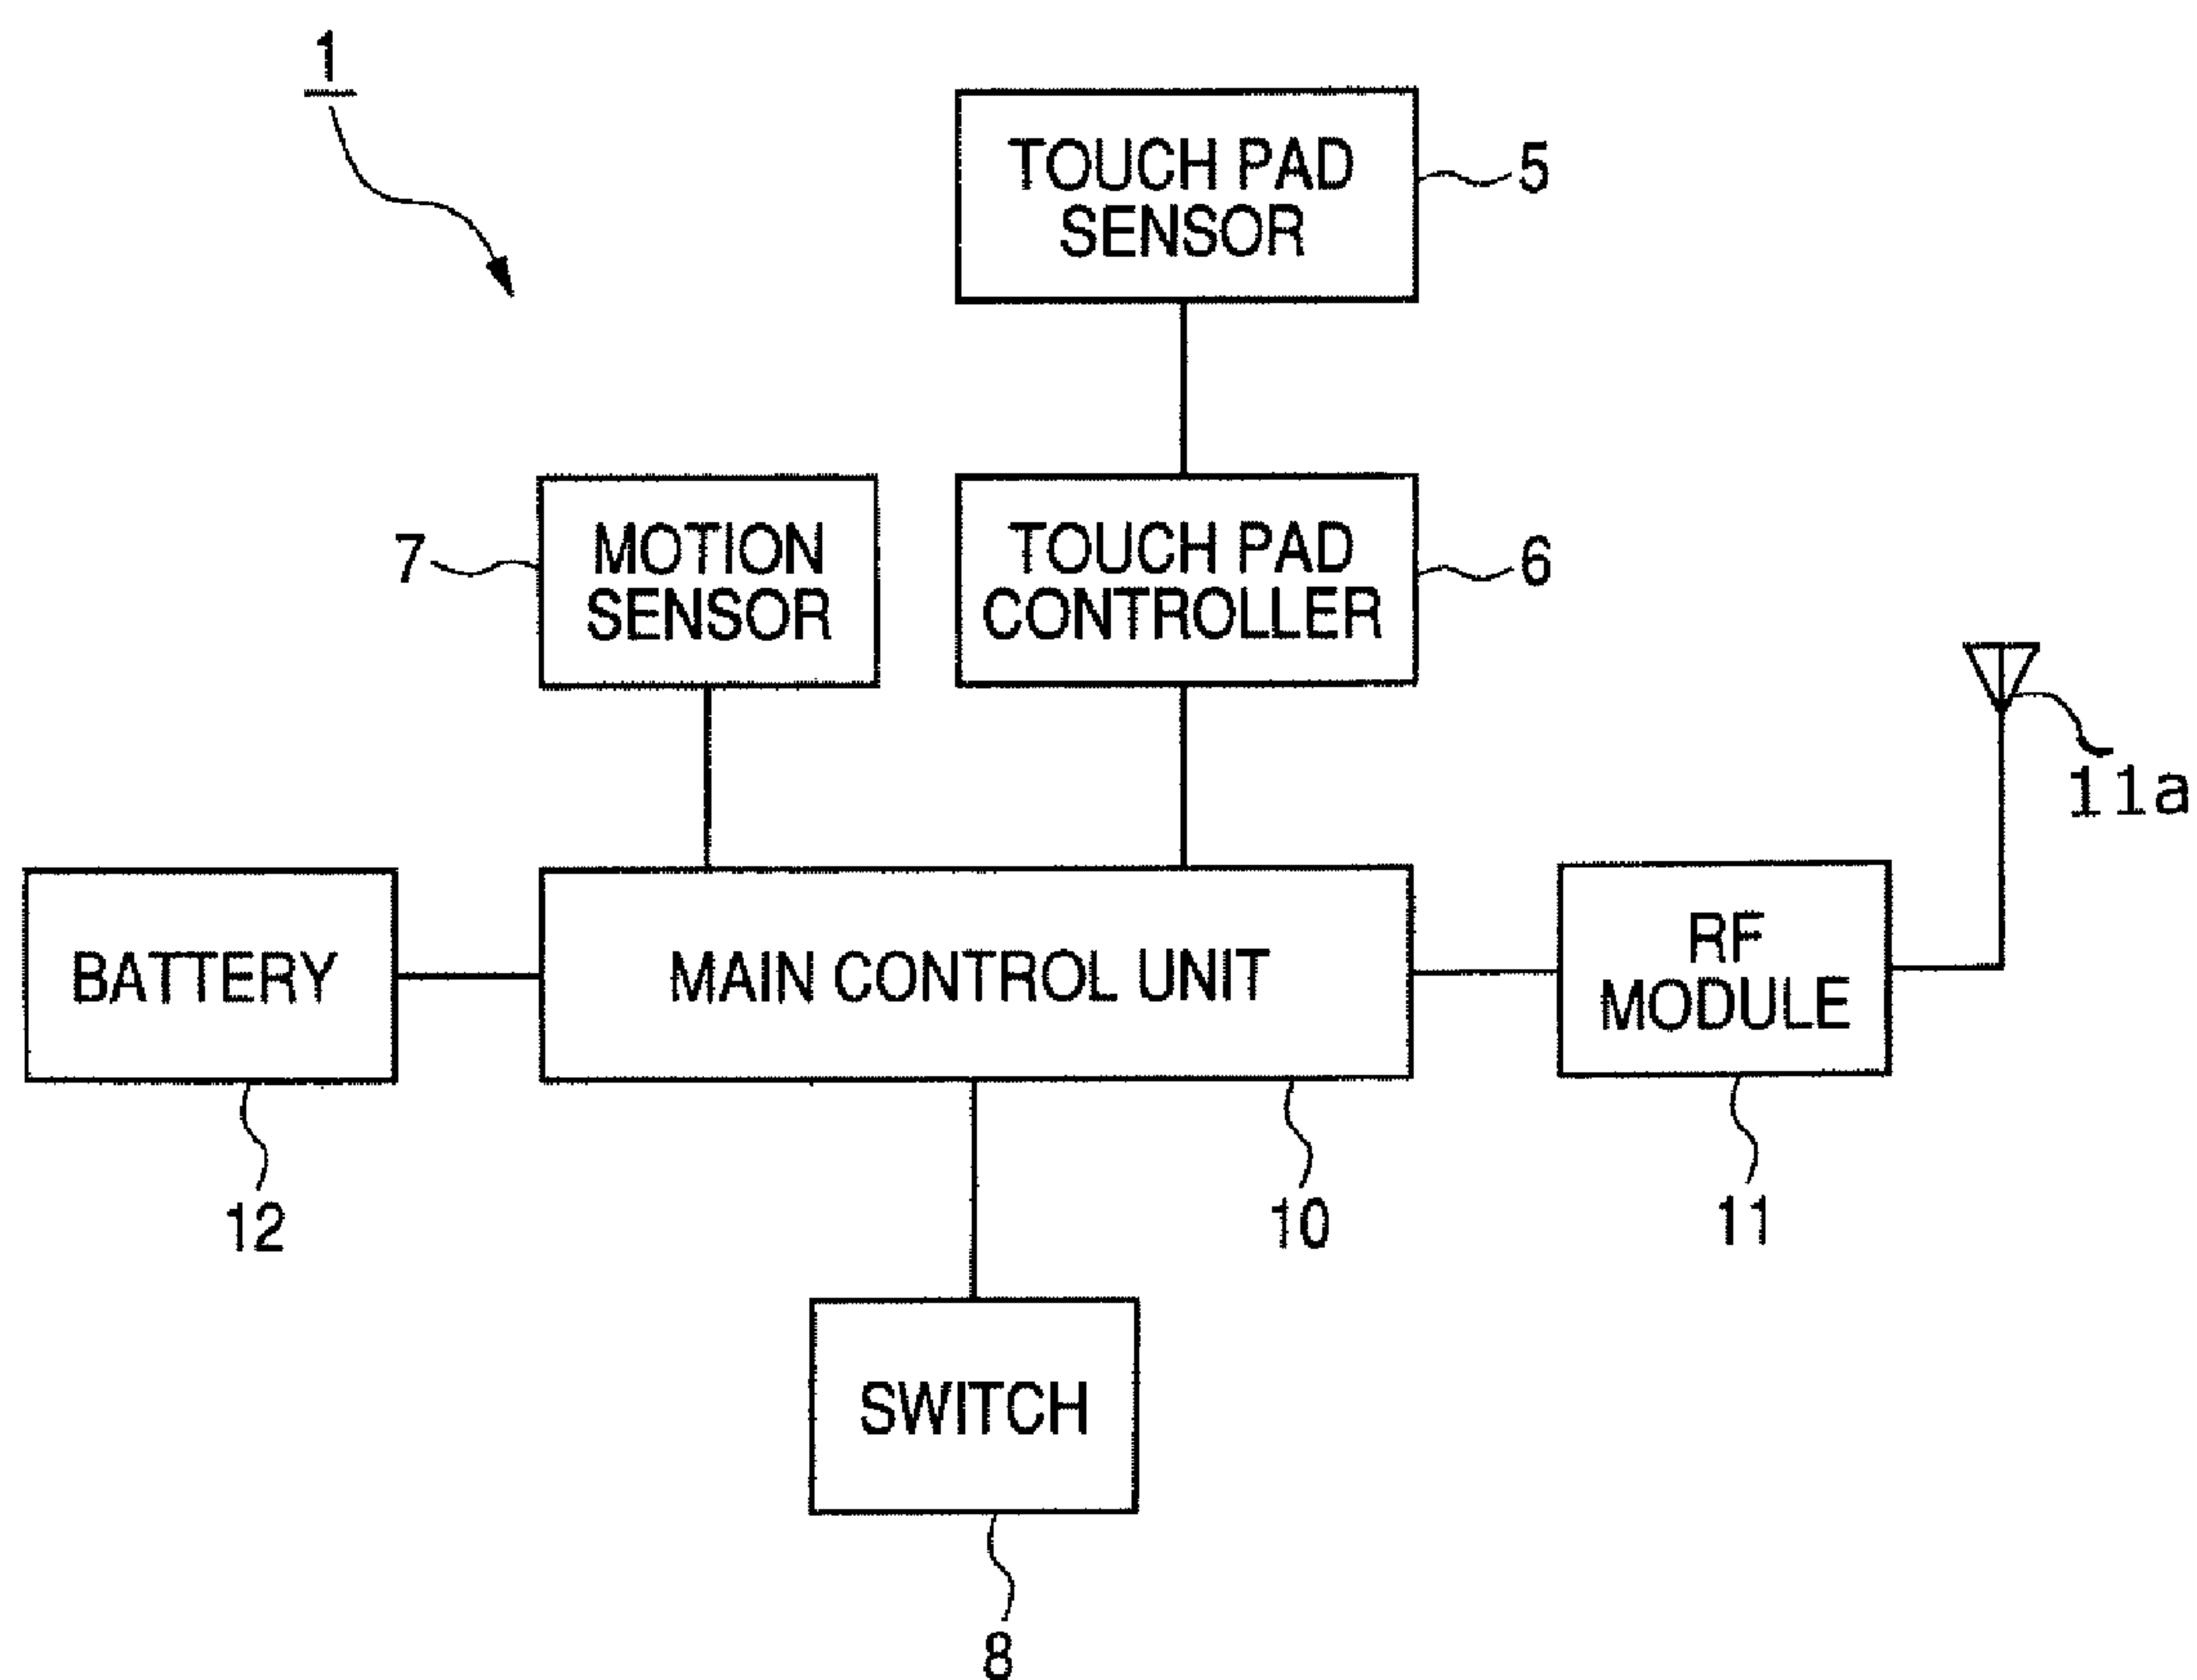 1
TOUCH PAD
SENSOR
5
MOTION
SENSOR
7
TOUCH PAD
CONTROLLER
6
11a
BATTERY
MAIN CONTROL UNIT
RF
MODULE
12
10
11
SWITCH
8